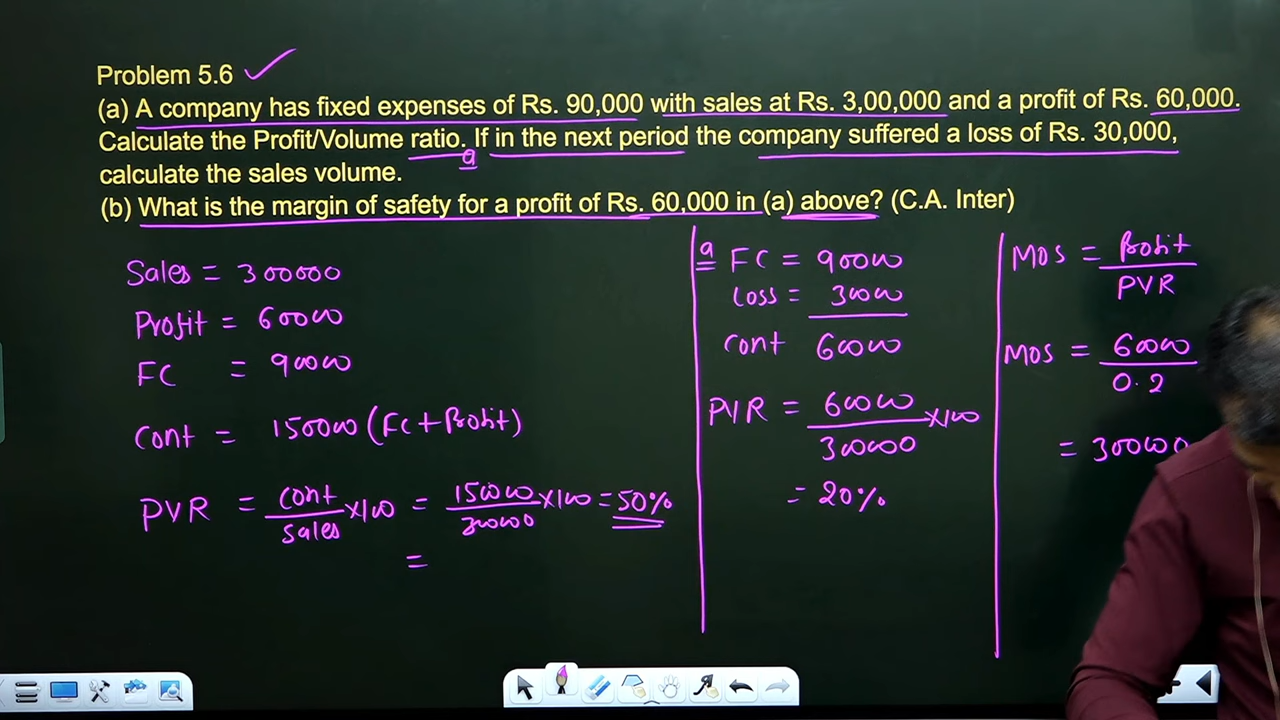 Problem 5.6
(a) A company has fixed expenses of Rs. 90,000 with sales at Rs. 3,00,000 and a profit of Rs. 60,000.
Calculate the Profit/Volume ratio. If in the next period the company suffered a loss of Rs. 30,000,
a
calculate the sales volume.
(b) What is the margin of safety for a profit of Rs. 60,000 in (a) above? (C.A. Inter)
Sales = 300000
Profit = 60000
FC = 90000
Cont = 150000 (FC + Profit)
PVR = Cont / Sales × 100 = 150000 / 300000 × 100 = 50%
=
a FC = 90000
Loss = 30000
Cont 60000
PVR = 60000 / 300000 × 100
= 20%
MOS = Profit / PVR
MOS = 60000 / 0.2
= 300000